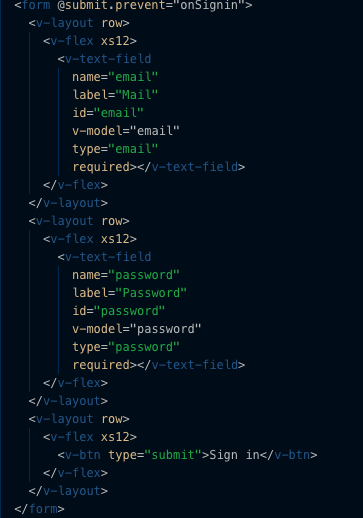 <form @submit.prevent="onSignin">
<v-layout row>
<v-flex xs12>
<v-text-field
name="email"
label="Mail"
id="email"
v-model="email"
type="email"
required></v-text-field>
</v-flex>
</v-layout>
<v-layout row>
<v-flex xs12>
<v-text-field
name="password"
label="Password"
id="password"
v-model="password"
type="password"
required></v-text-field>
</v-flex>
</v-layout>
<v-layout row>
<v-flex xs12>
<v-btn type="submit">Sign in</v-btn>
</v-flex>
</v-layout>
</form>